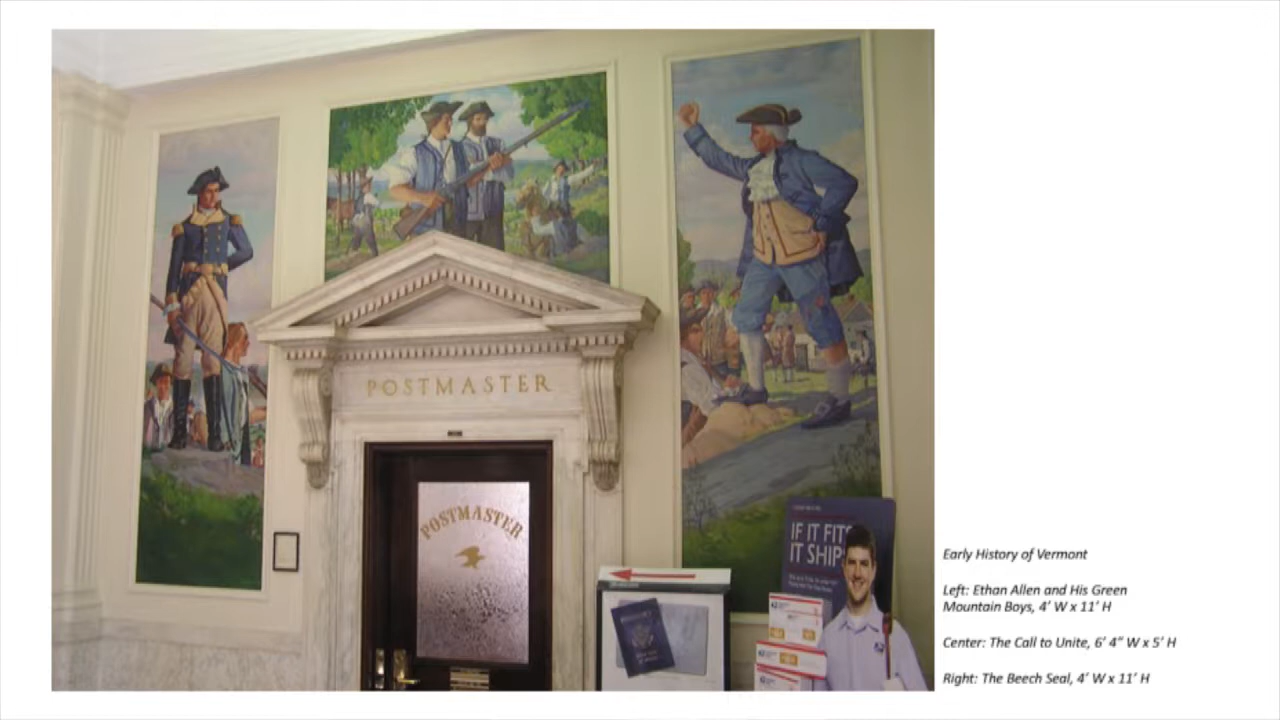 POSTMASTER
POSTMASTER
IF IT FITS
IT SHIP
Early History of Vermont
Left: Ethan Allen and His Green
Mountain Boys, 4’ W x 11’ H
Center: The Call to Unite, 6’ 4” W x 5’ H
Right: The Beech Seal, 4’ W x 11’ H